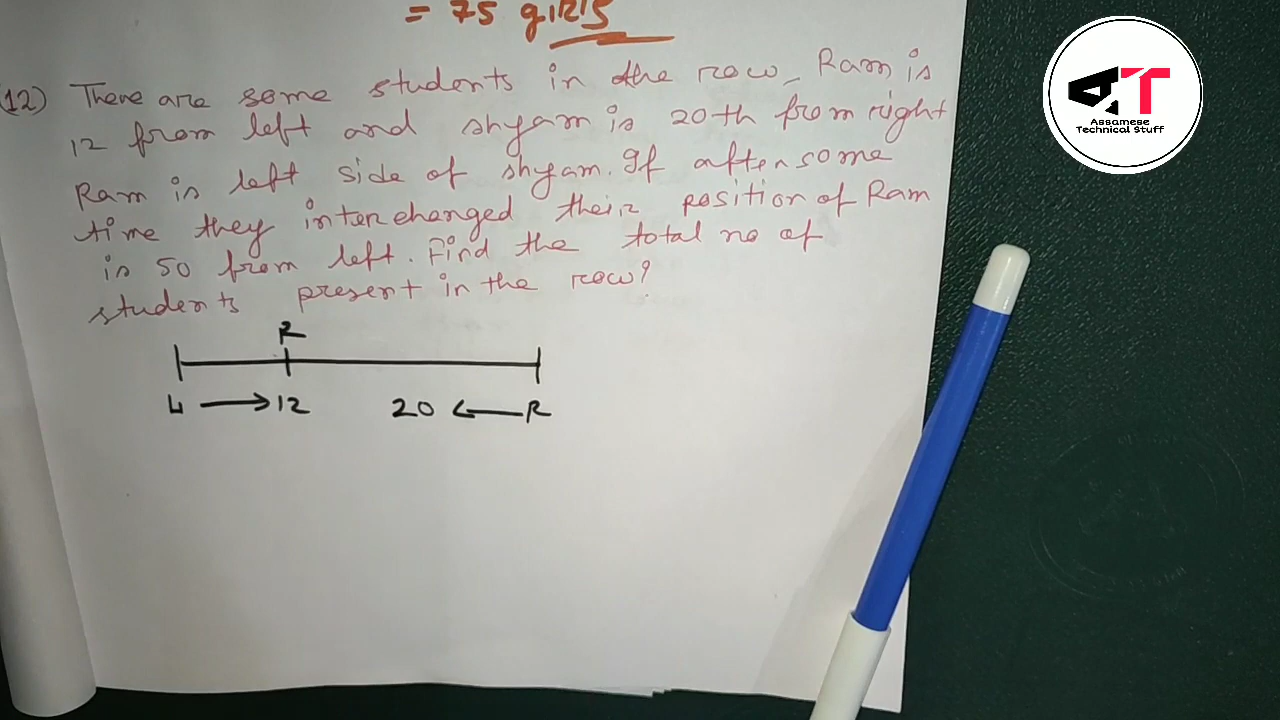 = 75 girls
(12) There are some students in the row, Ram is
12 from left and shyam is 20th from right
Ram is left side of shyam. If after some
time they interchanged their position of Ram
is 50 from left. Find the total no of
students present in the row?
R
L → 12 20 ← R
AT
Assamese
Technical Stuff